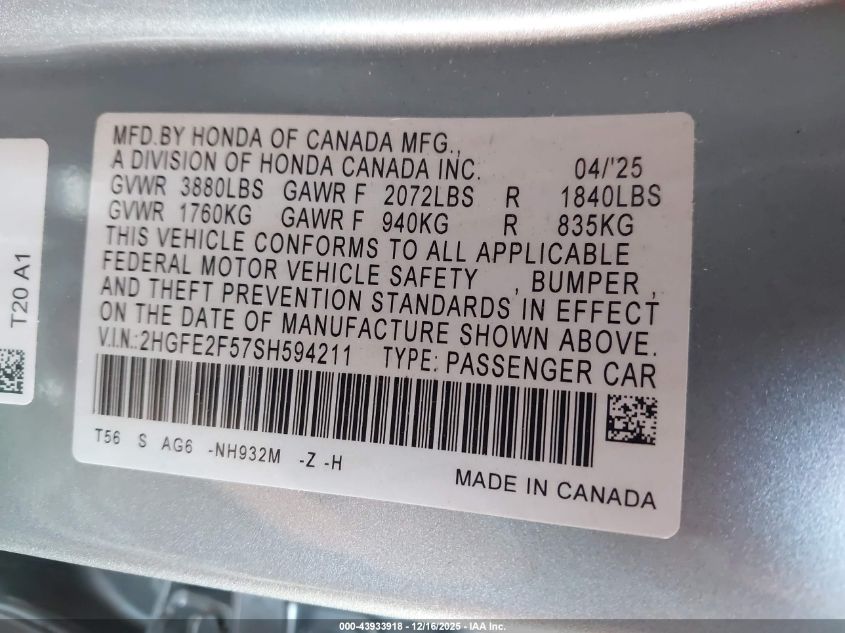 MFD.BY HONDA OF CANADA MFG.,
A DIVISION OF HONDA CANADA INC. 04/'25
GVWR 3880LBS GAWR F 2072LBS R 1840LBS
GVWR 1760KG GAWR F 940KG R 835KG
THIS VEHICLE CONFORMS TO ALL APPLICABLE
FEDERAL MOTOR VEHICLE SAFETY , BUMPER ,
AND THEFT PREVENTION STANDARDS IN EFFECT
ON THE DATE OF MANUFACTURE SHOWN ABOVE.
V.I.N.:2HGFE2F57SH594211 TYPE: PASSENGER CAR
T56 S AG6 -NH932M -Z -H
MADE IN CANADA
T20 A1
000-43933918 - 12/16/2025 - IAA Inc.